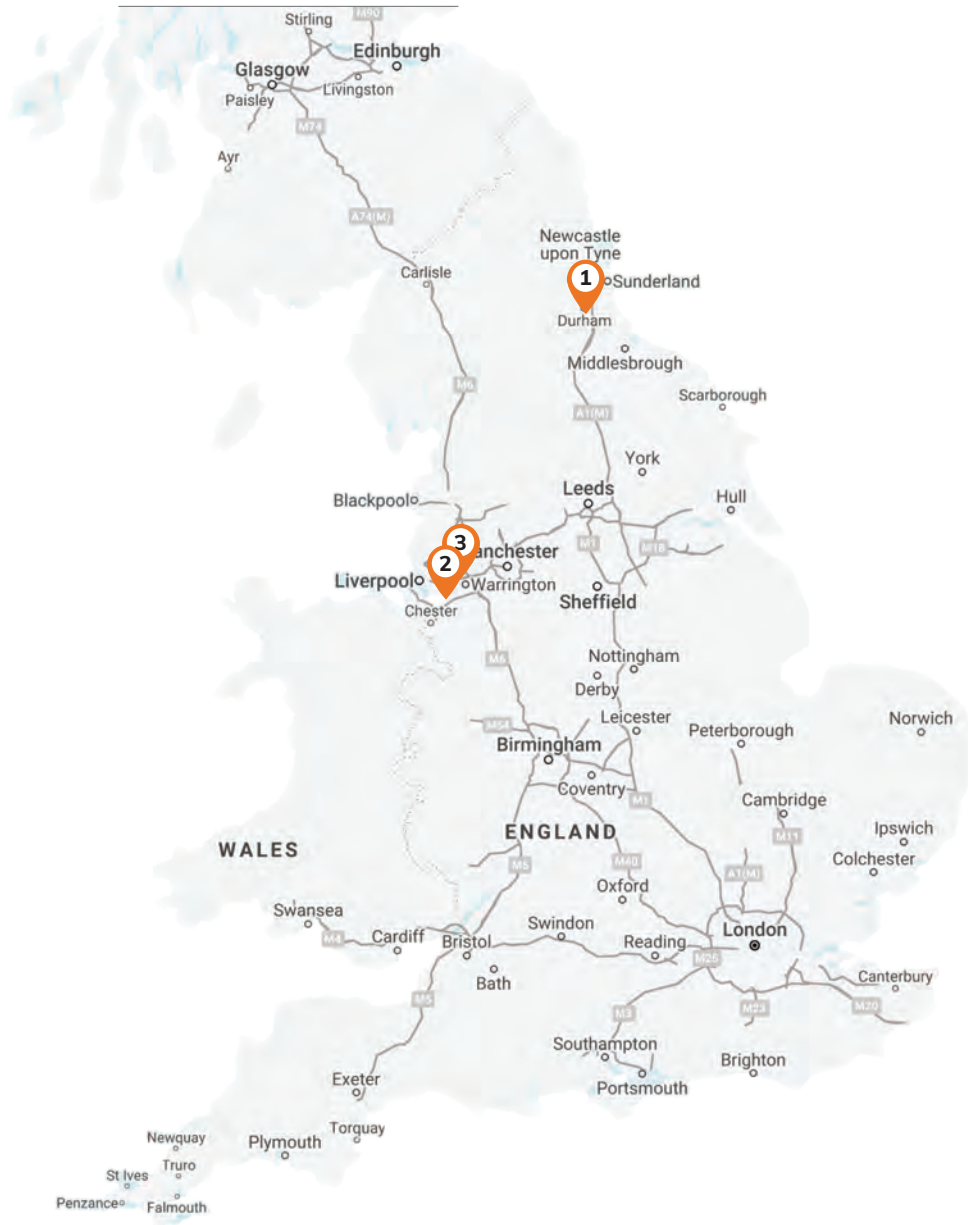 M90
Stirling
Edinburgh
Glasgow
Livingston
Paisley
M74
Ayr
A74(M)
Newcastle
upon Tyne
Carlisle
1
Sunderland
Durham
Middlesbrough
M6
Scarborough
A1(M)
York
Leeds
Blackpool
Hull
3
anchester
M1
M18
2
Liverpool
Warrington
Sheffield
Chester
M6
Nottingham
Derby
Leicester
Norwich
M54
Peterborough
Birmingham
Coventry
M1
Cambridge
ENGLAND
Ipswich
M11
WALES
M5
M40
Colchester
A1(M)
Oxford
Swansea
Swindon
London
M4
Cardiff
Bristol
Reading
M25
Bath
Canterbury
M5
M3
M23
M20
Southampton
Brighton
Exeter
Portsmouth
Torquay
Newquay
Plymouth
Truro
St Ives
Penzance
Falmouth